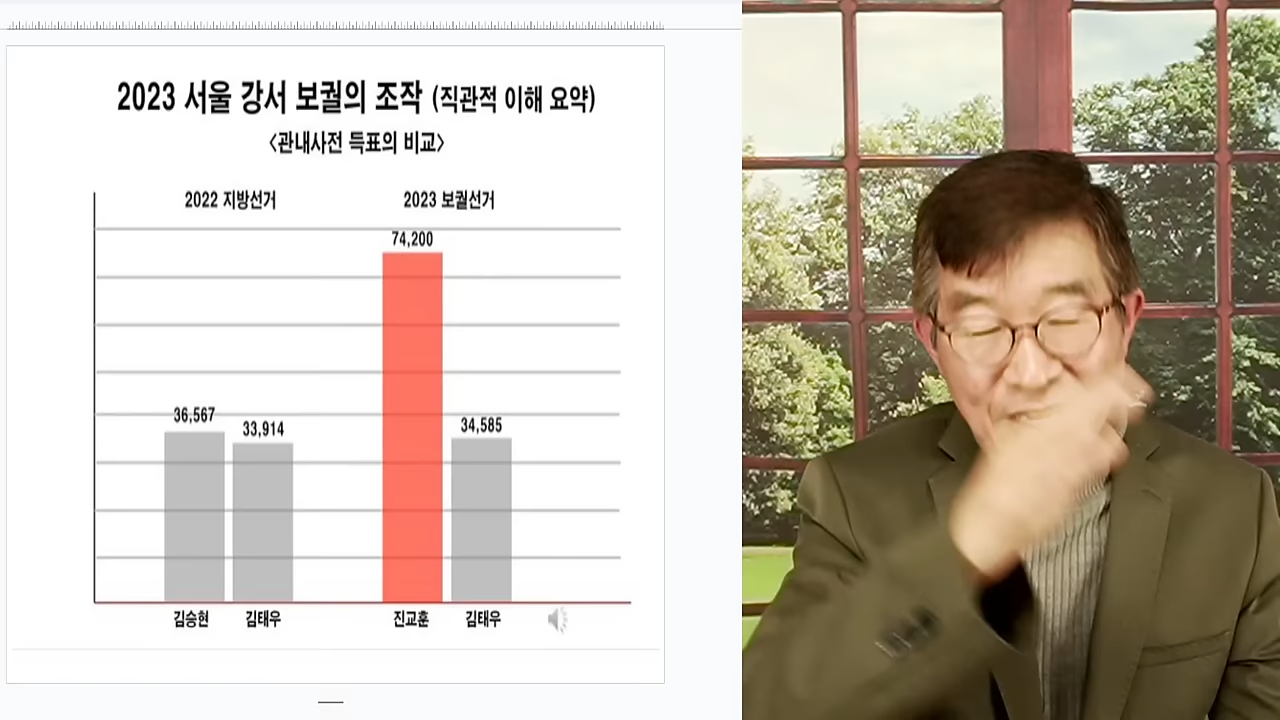 2023 서울 강서 보궐의 조작 (직관적 이해 요약)
<관내사전 득표의 비교>
2022 지방선거 2023 보궐선거
74,200
36,567
33,914
34,585
김승현 김태우 진교훈 김태우